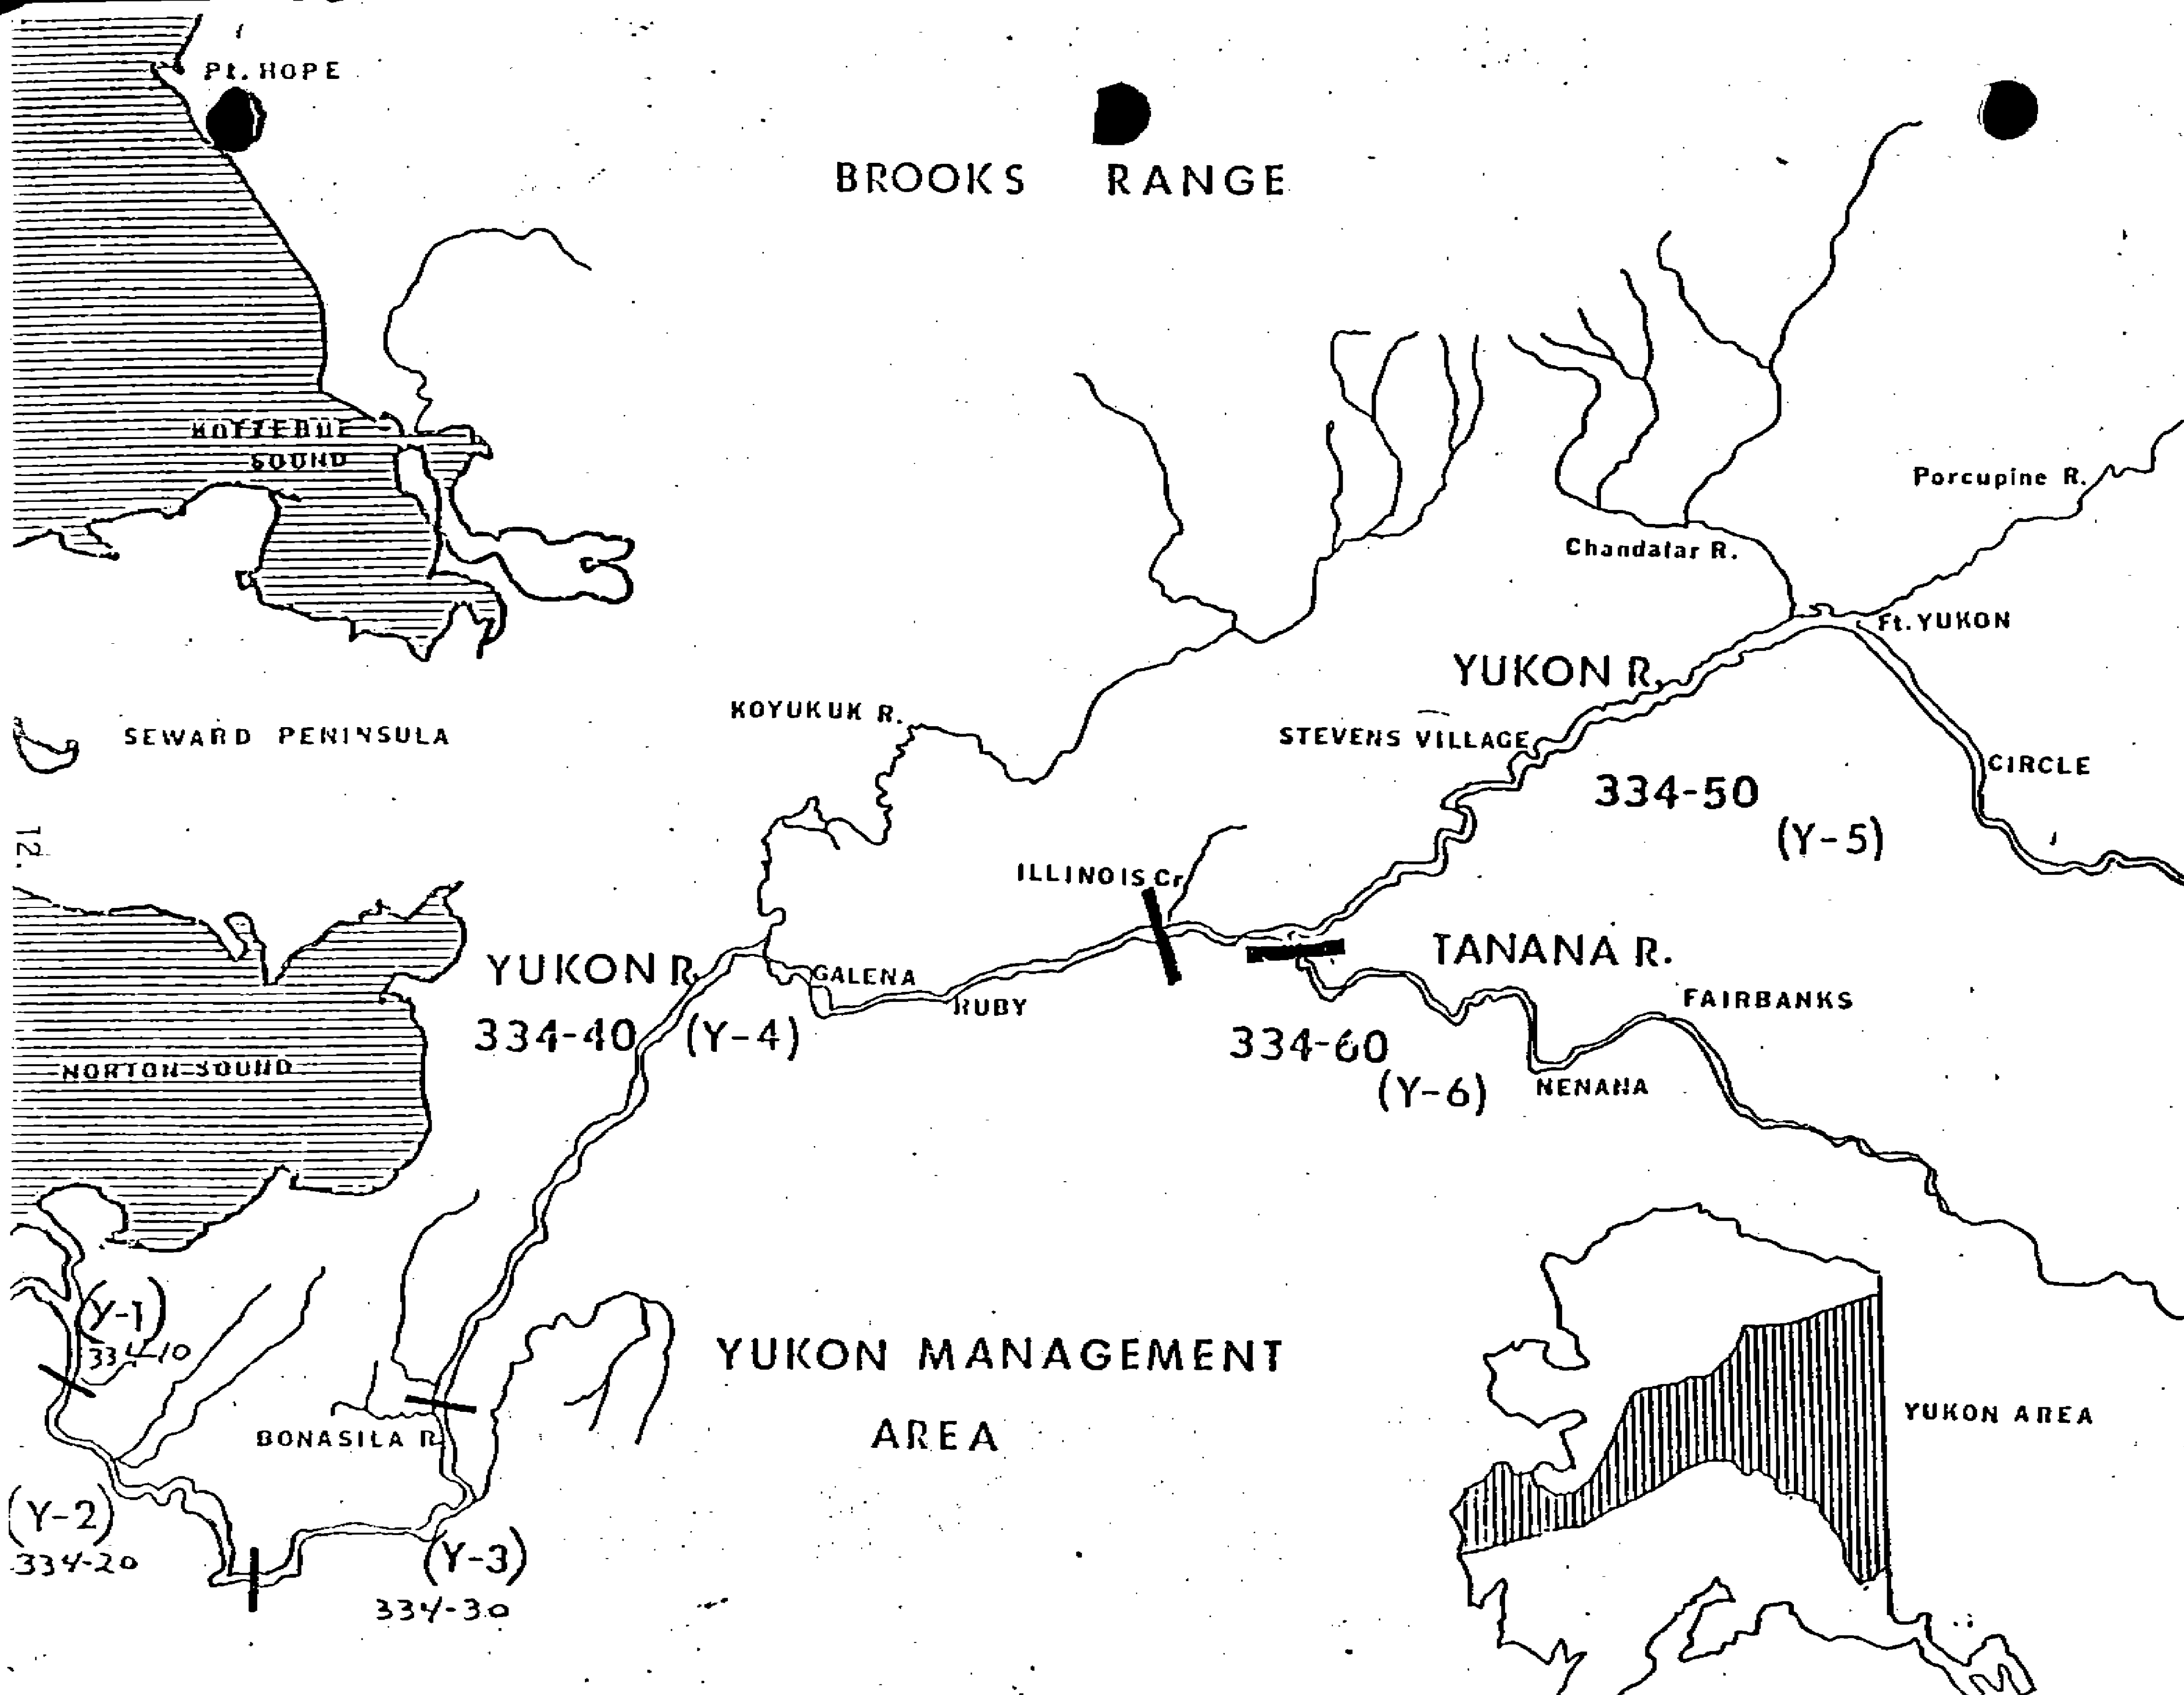 Pt. HOPE
BROOKS RANGE
KOTZEBUE
SOUND
Porcupine R.
Chandalar R.
Ft. YUKON
YUKON R.
KOYUKUK R.
STEVENS VILLAGE
SEWARD PENINSULA
CIRCLE
334-50
(Y-5)
12.
ILLINOIS Cr
TANANA R.
YUKON R.
GALENA
RUBY
FAIRBANKS
334-40 (Y-4)
334-60
(Y-6)
NENANA
NORTON SOUND
(Y-1)
334-10
YUKON MANAGEMENT
AREA
BONASILA R
YUKON AREA
(Y-2)
334-20
(Y-3)
334-30